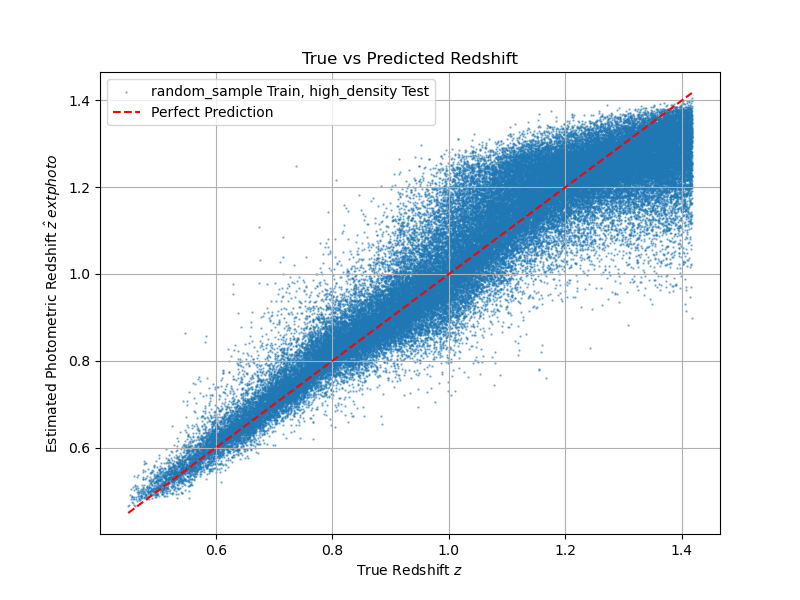 True vs Predicted Redshift
random_sample Train, high_density Test
Perfect Prediction
Estimated Photometric Redshift ẑ extphoto
1.4
1.2
1.0
0.8
0.6
0.6 0.8 1.0 1.2 1.4
True Redshift z